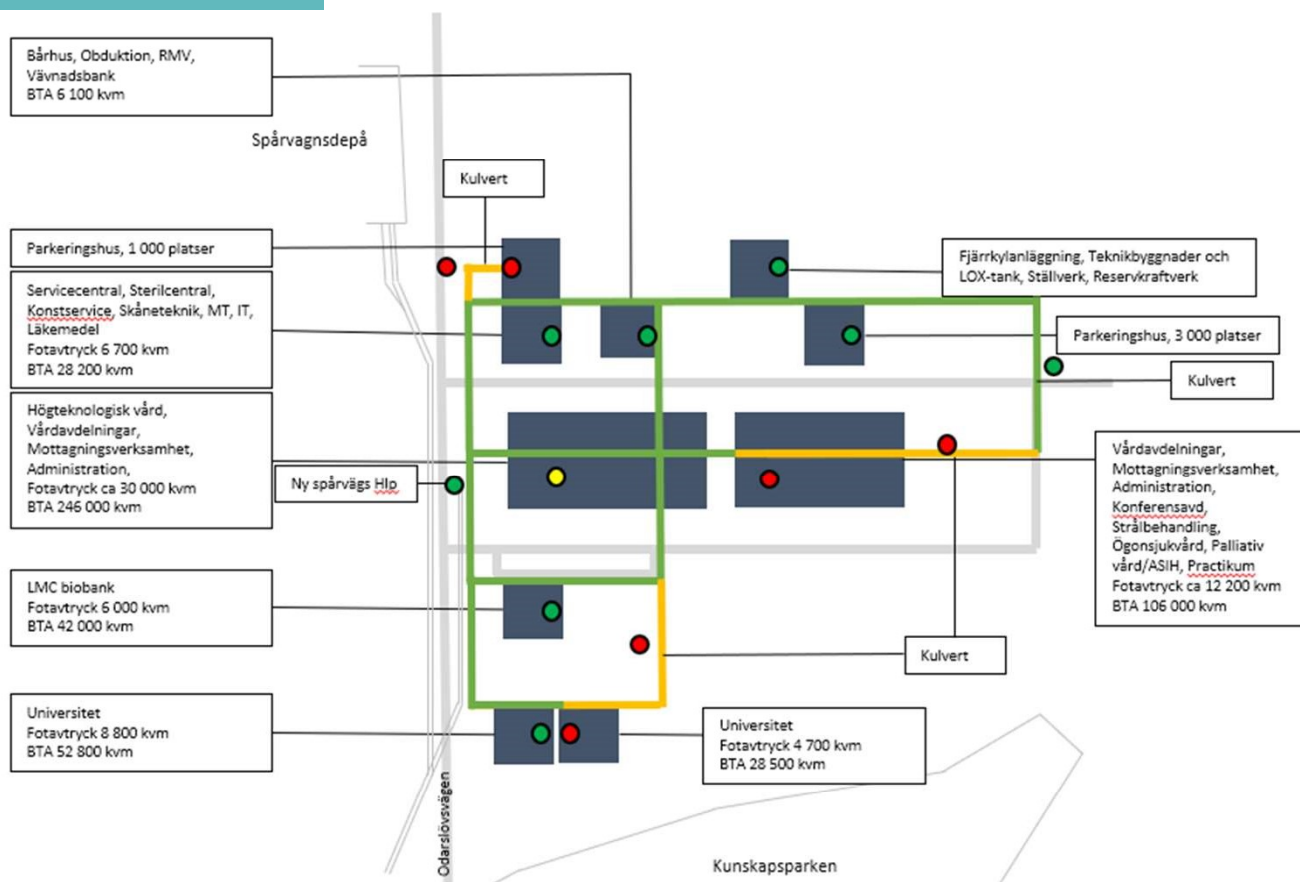 Bårhus, Obduktion, RMV,
Vävnadsbank
BTA 6 100 kvm
Spårvagnsdepå
Kulvert
Parkeringshus, 1 000 platser
Fjärrkylanläggning, Teknikbyggnader och
LOX-tank, Ställverk, Reservkraftverk
Servicecentral, Sterilcentral,
Konstservice, Skåneteknik, MT, IT,
Läkemedel
Fotavtryck 6 700 kvm
BTA 28 200 kvm
Parkeringshus, 3 000 platser
Kulvert
Högteknologisk vård,
Vårdavdelningar,
Mottagningsverksamhet,
Administration,
Fotavtryck ca 30 000 kvm
BTA 246 000 kvm
Ny spårvägs Hlp
Vårdavdelningar,
Mottagningsverksamhet,
Administration,
Konferensavd,
Strålbehandling,
Ögonsjukvård, Palliativ
vård/ASIH, Practikum
Fotavtryck ca 12 200 kvm
BTA 106 000 kvm
LMC biobank
Fotavtryck 6 000 kvm
BTA 42 000 kvm
Kulvert
Universitet
Fotavtryck 8 800 kvm
BTA 52 800 kvm
Universitet
Fotavtryck 4 700 kvm
BTA 28 500 kvm
Odarslövsvägen
Kunskapsparken